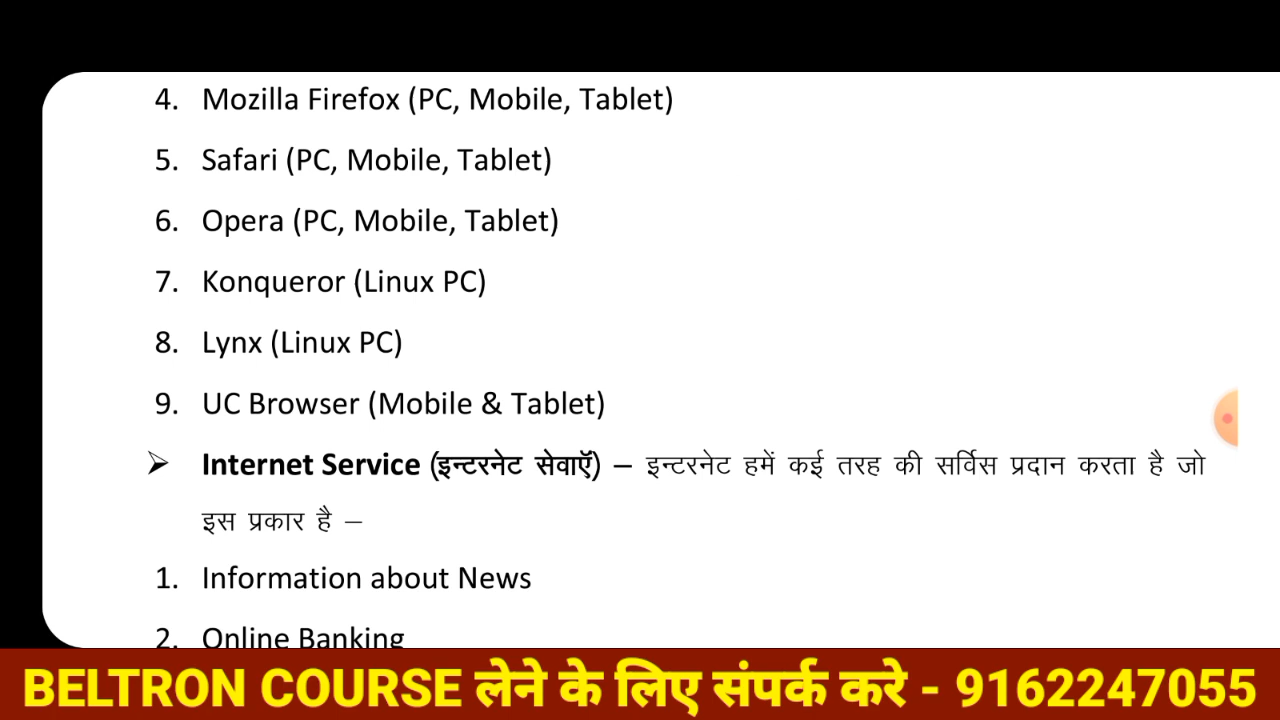 4. Mozilla Firefox (PC, Mobile, Tablet)
5. Safari (PC, Mobile, Tablet)
6. Opera (PC, Mobile, Tablet)
7. Konqueror (Linux PC)
8. Lynx (Linux PC)
9. UC Browser (Mobile & Tablet)
➢ Internet Service (इन्टरनेट सेवाएॅ) – इन्टरनेट हमें कई तरह की सर्विस प्रदान करता है जो
इस प्रकार है –
1. Information about News
2. Online Banking
BELTRON COURSE लेने के लिए संपर्क करे - 9162247055